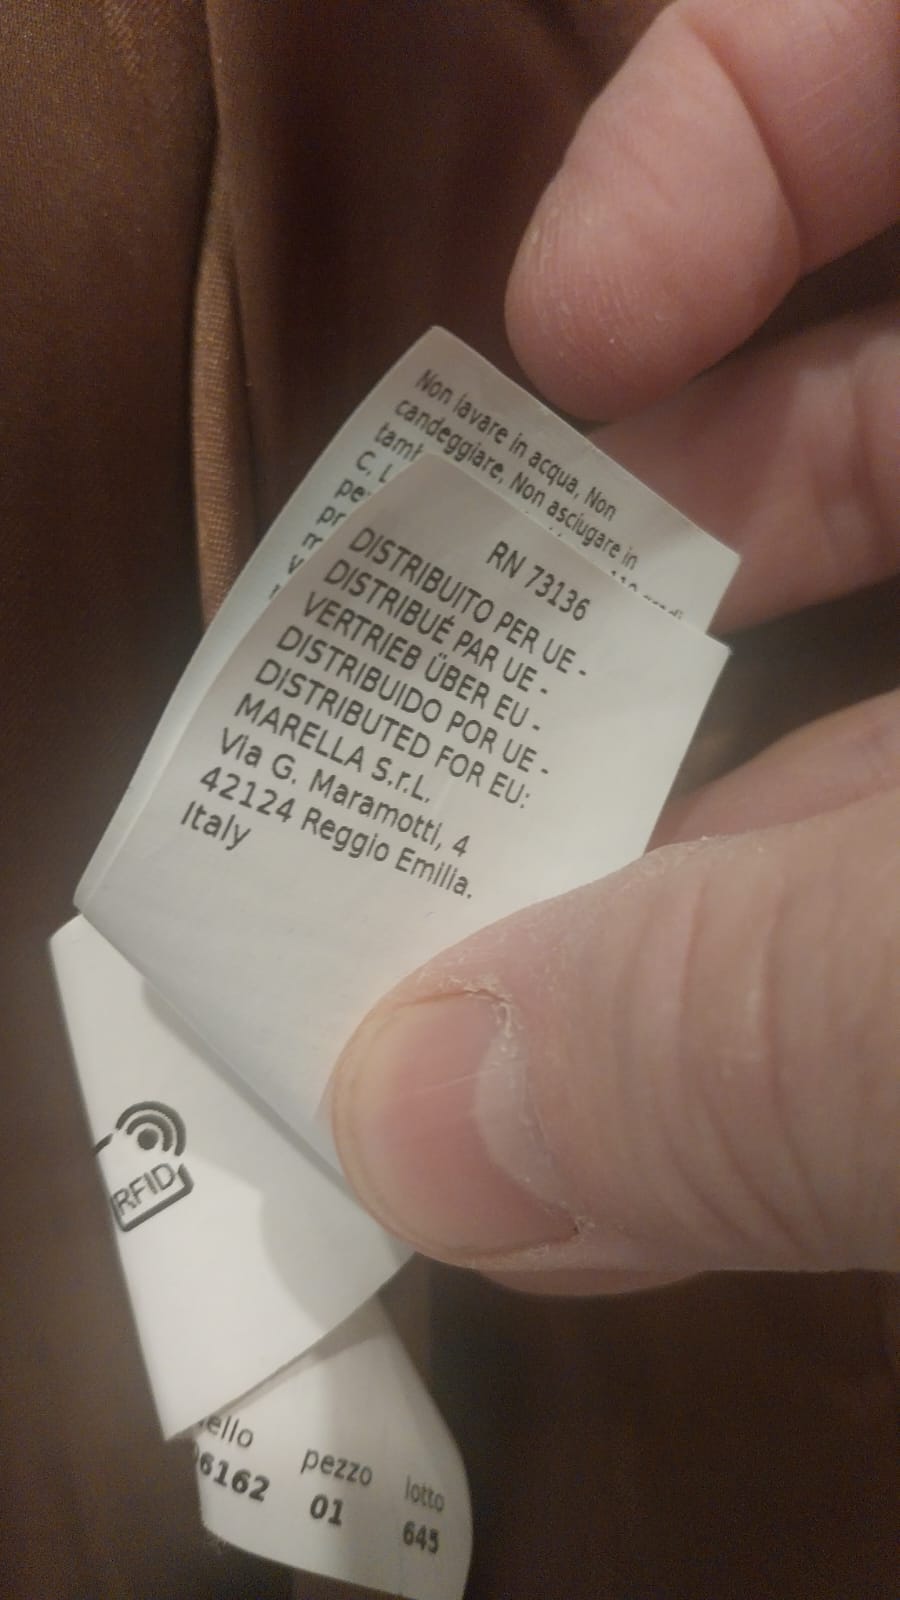 Non lavare in acqua, Non
candeggiare, Non asciugare in
C. L
RN 73136
DISTRIBUITO PER UE -
DISTRIBUÉ PAR UE -
VERTRIEB ÜBER EU -
DISTRIBUIDO POR UE -
DISTRIBUTED FOR EU:
MARELLA S.r.L.
Via G. Maramotti, 4
42124 Reggio Emilia.
Italy
RFID
pezzo lotto
6162 01 645